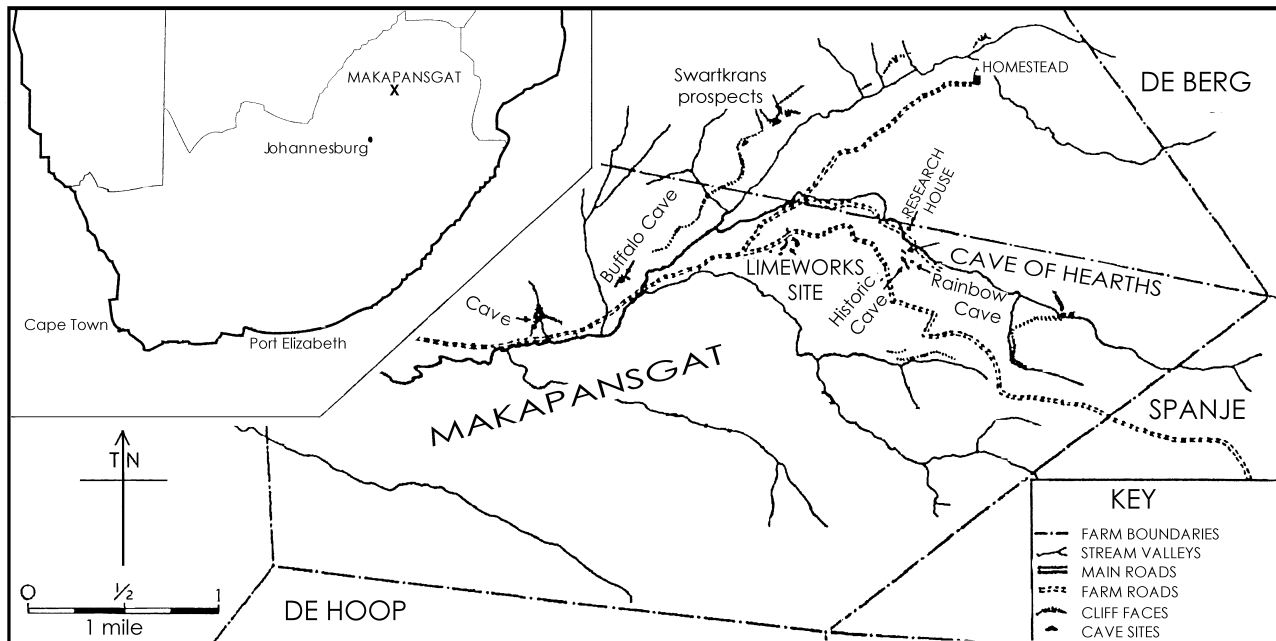 MAKAPANSGAT
X
Johannesburg
Cape Town
Port Elizabeth
Swartkrans
prospects
HOMESTEAD
DE BERG
RESEARCH
HOUSE
Buffalo Cave
LIMEWORKS
SITE
CAVE OF HEARTHS
Historic
Cave
Rainbow
Cave
Cave
MAKAPANSGAT
SPANJE
DE HOOP
T N
0 ½ 1
1 mile
KEY
FARM BOUNDARIES
STREAM VALLEYS
MAIN ROADS
FARM ROADS
CLIFF FACES
CAVE SITES